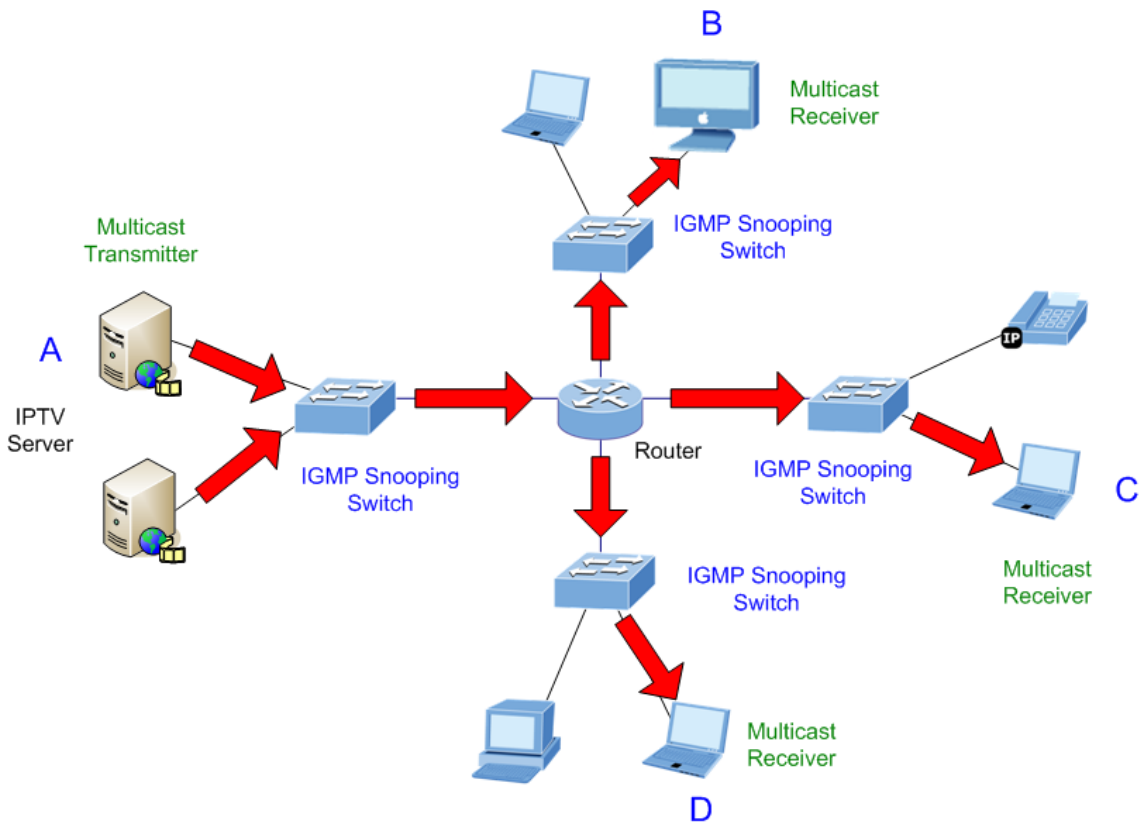 B
Multicast
Receiver
IGMP Snooping
Switch
Multicast
Transmitter
A
IPTV
Server
IGMP Snooping
Switch
Router
IP
IGMP Snooping
Switch
C
Multicast
Receiver
IGMP Snooping
Switch
Multicast
Receiver
D